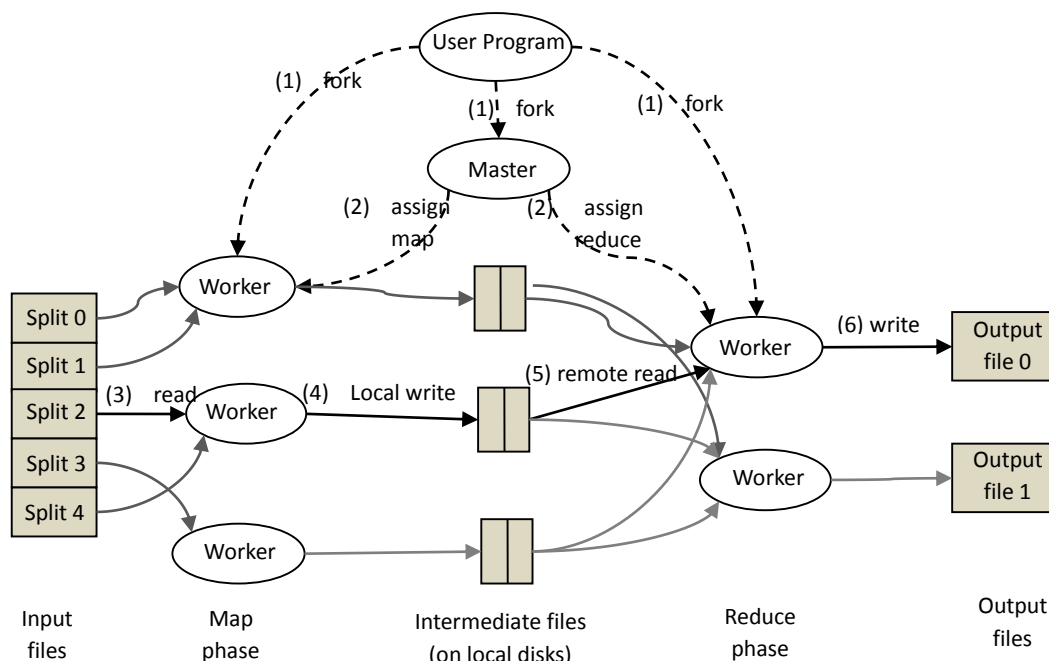 User Program
(1) fork
(1) fork
(1) fork
Master
(2) assign
map
(2) assign
reduce
Worker
Split 0
Split 1
Split 2
Split 3
Split 4
(3) read
Worker
(4) Local write
(5) remote read
Worker
(6) write
Output
file 0
Worker
Output
file 1
Worker
Input
files
Map
phase
Intermediate files
(on local disks)
Reduce
phase
Output
files